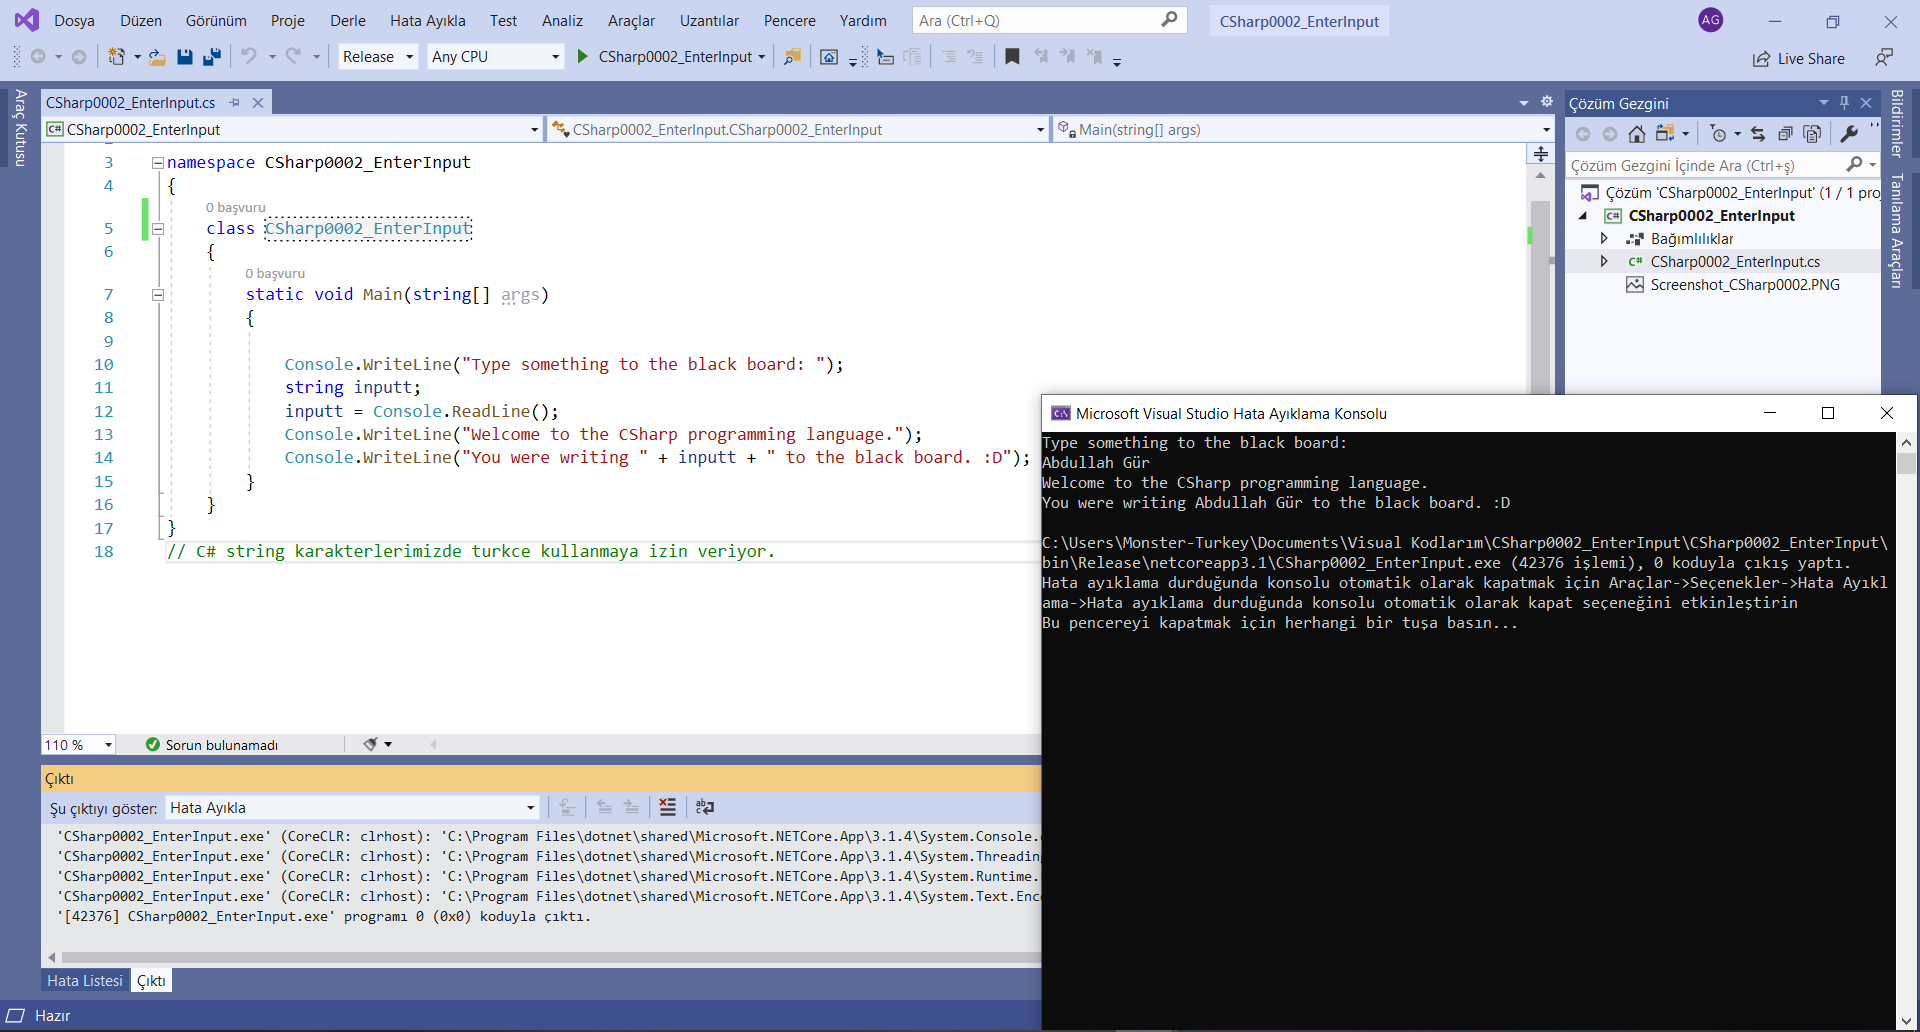 Dosya Düzen Görünüm Proje Derle Hata Ayıkla Test Analiz Araçlar Uzantılar Pencere Yardım Ara (Ctrl+Q) CSharp0002_EnterInput AG
Release Any CPU CSharp0002_EnterInput Live Share
Araç Kutusu
CSharp0002_EnterInput.cs
C# CSharp0002_EnterInput CSharp0002_EnterInput.CSharp0002_EnterInput Main(string[] args)
3 namespace CSharp0002_EnterInput
4 {
0 başvuru
5 class CSharp0002_EnterInput
6 {
0 başvuru
7 static void Main(string[] args)
8 {
9
10 Console.WriteLine("Type something to the black board: ");
11 string inputt;
12 inputt = Console.ReadLine();
13 Console.WriteLine("Welcome to the CSharp programming language.");
14 Console.WriteLine("You were writing " + inputt + " to the black board. :D");
15 }
16 }
17 }
18 // C# string karakterlerimizde turkce kullanmaya izin veriyor.
110 % Sorun bulunamadı
Çözüm Gezgini
Çözüm Gezgini İçinde Ara (Ctrl+ş)
Çözüm 'CSharp0002_EnterInput' (1 / 1 proj
C# CSharp0002_EnterInput
Bağımlılıklar
C# CSharp0002_EnterInput.cs
Screenshot_CSharp0002.PNG
Bildirimler
Tanılama Araçları
Microsoft Visual Studio Hata Ayıklama Konsolu
Type something to the black board:
Abdullah Gür
Welcome to the CSharp programming language.
You were writing Abdullah Gür to the black board. :D
C:\Users\Monster-Turkey\Documents\Visual Kodlarım\CSharp0002_EnterInput\CSharp0002_EnterInput\
bin\Release\netcoreapp3.1\CSharp0002_EnterInput.exe (42376 işlemi), 0 koduyla çıkış yaptı.
Hata ayıklama durduğunda konsolu otomatik olarak kapatmak için Araçlar->Seçenekler->Hata Ayıkl
ama->Hata ayıklama durduğunda konsolu otomatik olarak kapat seçeneğini etkinleştirin
Bu pencereyi kapatmak için herhangi bir tuşa basın...
Çıktı
Şu çıktıyı göster: Hata Ayıkla
'CSharp0002_EnterInput.exe' (CoreCLR: clrhost): 'C:\Program Files\dotnet\shared\Microsoft.NETCore.App\3.1.4\System.Console.
'CSharp0002_EnterInput.exe' (CoreCLR: clrhost): 'C:\Program Files\dotnet\shared\Microsoft.NETCore.App\3.1.4\System.Threading
'CSharp0002_EnterInput.exe' (CoreCLR: clrhost): 'C:\Program Files\dotnet\shared\Microsoft.NETCore.App\3.1.4\System.Runtime.
'CSharp0002_EnterInput.exe' (CoreCLR: clrhost): 'C:\Program Files\dotnet\shared\Microsoft.NETCore.App\3.1.4\System.Text.Enc
'[42376] CSharp0002_EnterInput.exe' programı 0 (0x0) koduyla çıktı.
Hata Listesi Çıktı
Hazır